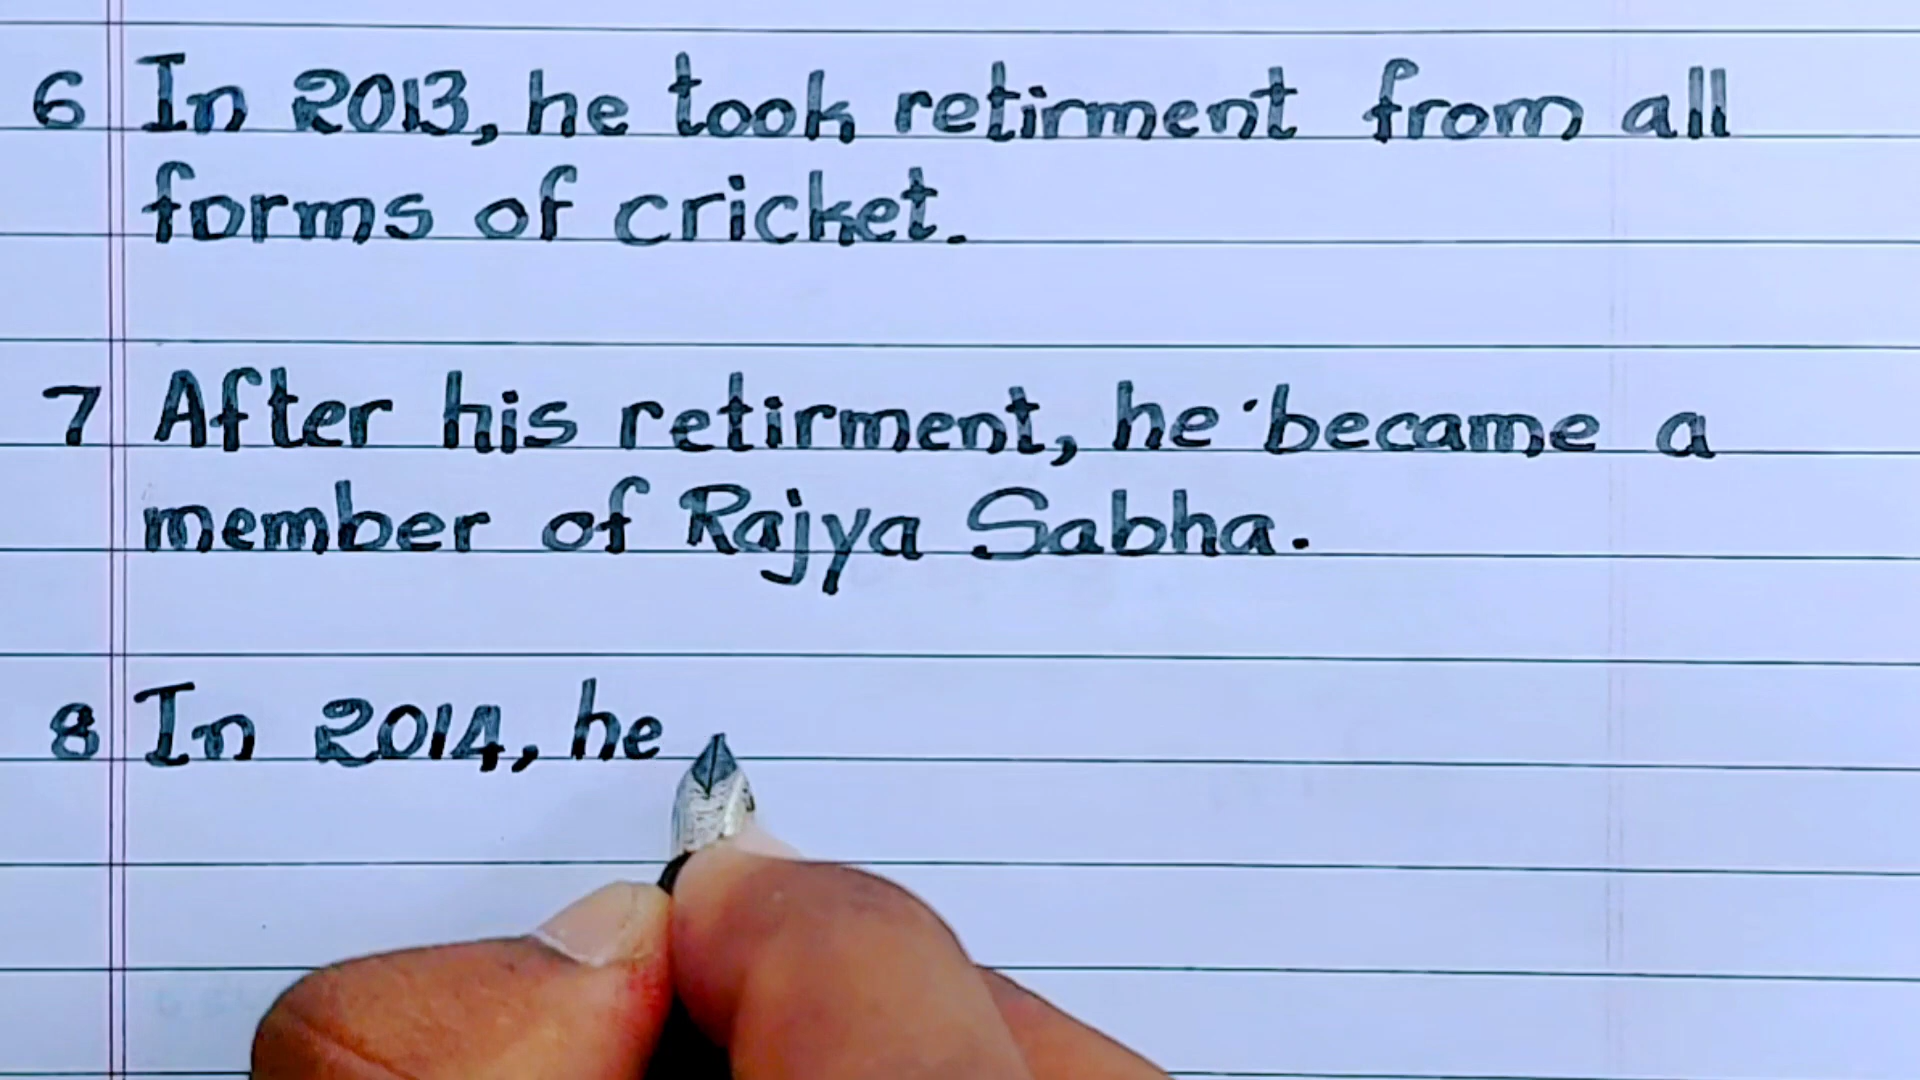 6 In 2013, he took retirment from all
forms of cricket.
7 After his retirment, he became a
member of Rajya Sabha.
8 In 2014, he